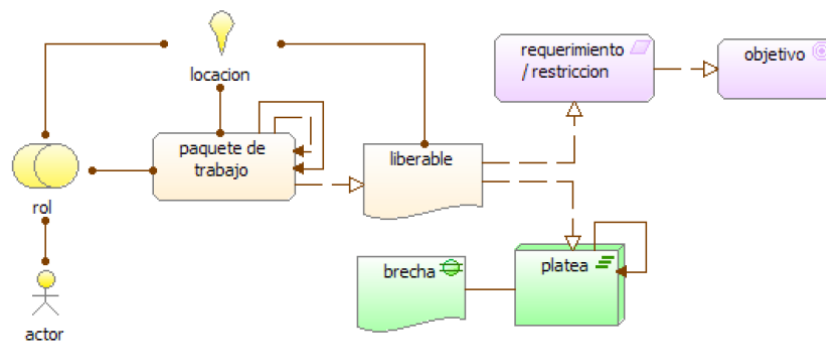 locacion
requerimiento
/ restriccion
objetivo
paquete de
trabajo
liberable
rol
brecha
platea
actor